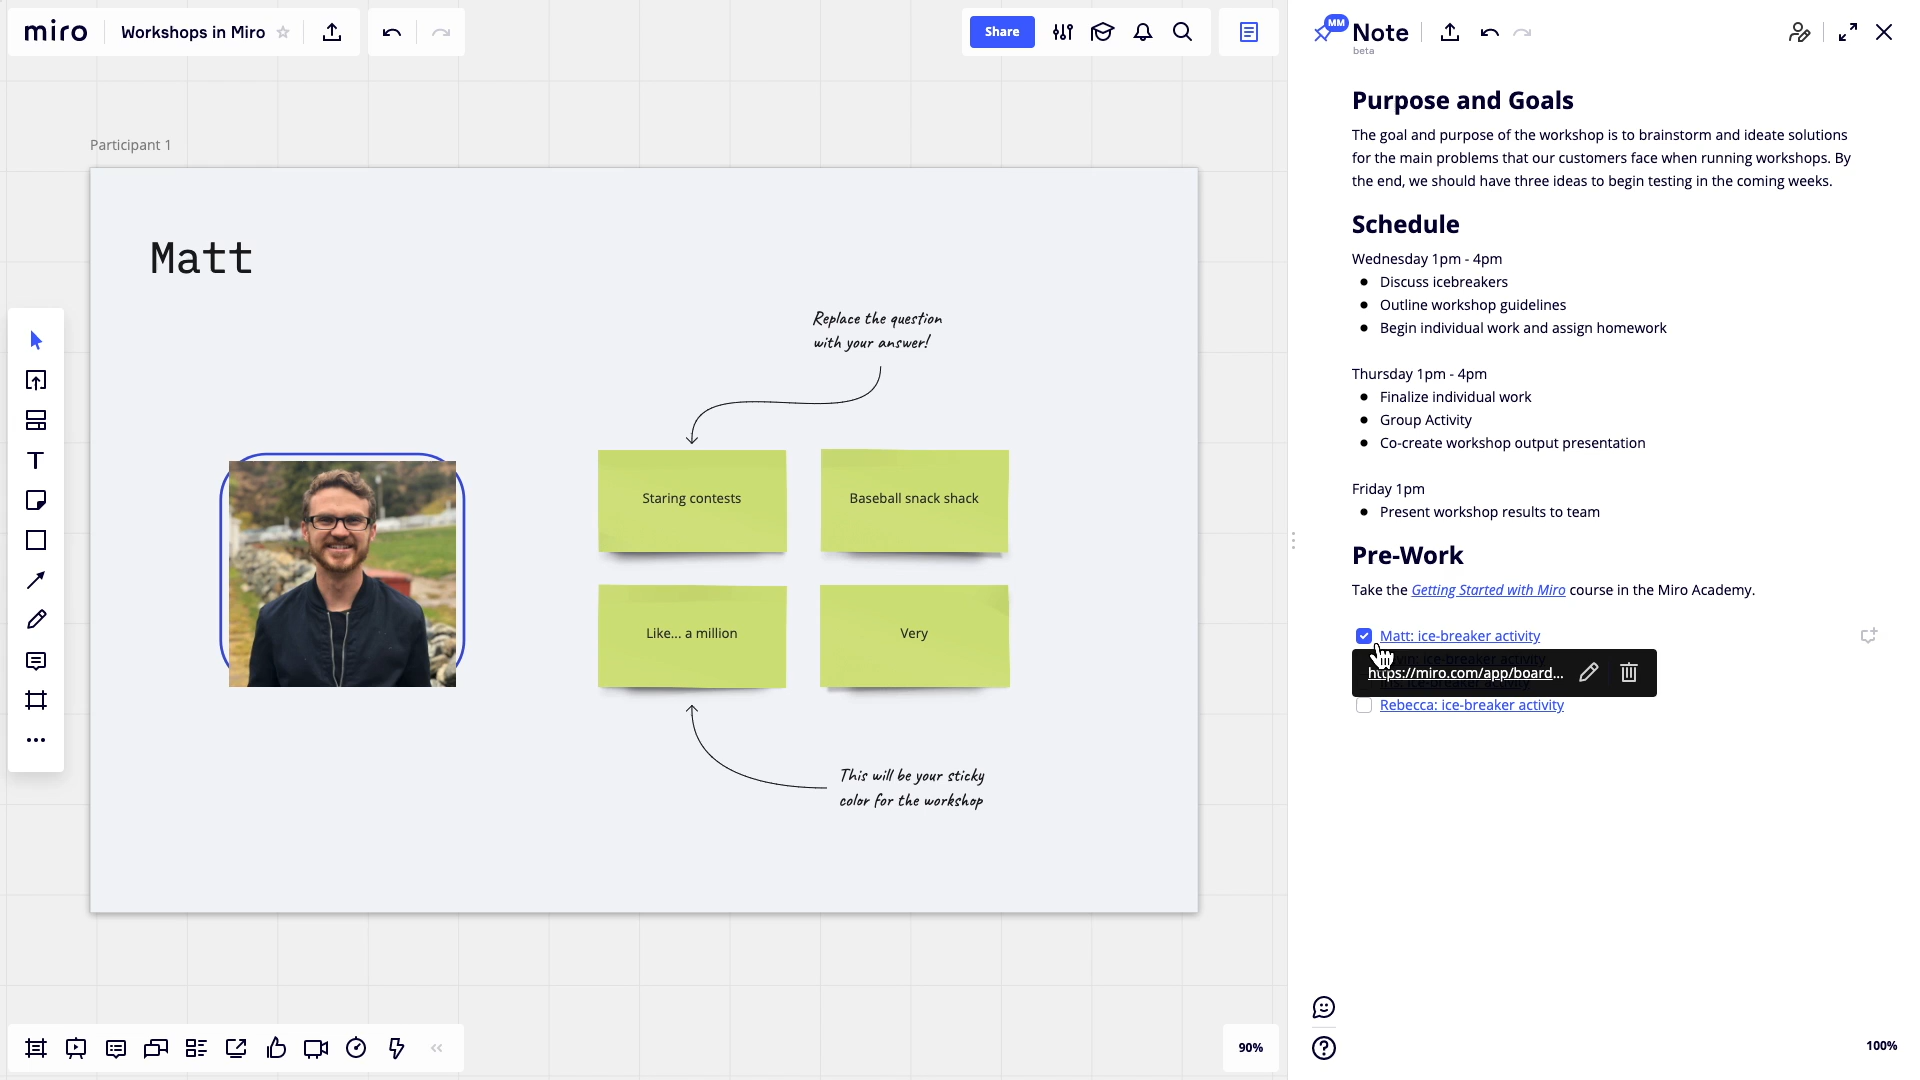 miro
Workshops in Miro
Share
MM
Note
beta
Participant 1
Matt
Replace the question
with your answer!
Staring contests
Baseball snack shack
Like... a million
Very
This will be your sticky
color for the workshop
90%
Purpose and Goals
The goal and purpose of the workshop is to brainstorm and ideate solutions
for the main problems that our customers face when running workshops. By
the end, we should have three ideas to begin testing in the coming weeks.
Schedule
Wednesday 1pm - 4pm
Discuss icebreakers
Outline workshop guidelines
Begin individual work and assign homework
Thursday 1pm - 4pm
Finalize individual work
Group Activity
Co-create workshop output presentation
Friday 1pm
Present workshop results to team
Pre-Work
Take the Getting Started with Miro course in the Miro Academy.
Matt: ice-breaker activity
ice-breaker activity
https://miro.com/app/board...
Rebecca: ice-breaker activity
100%